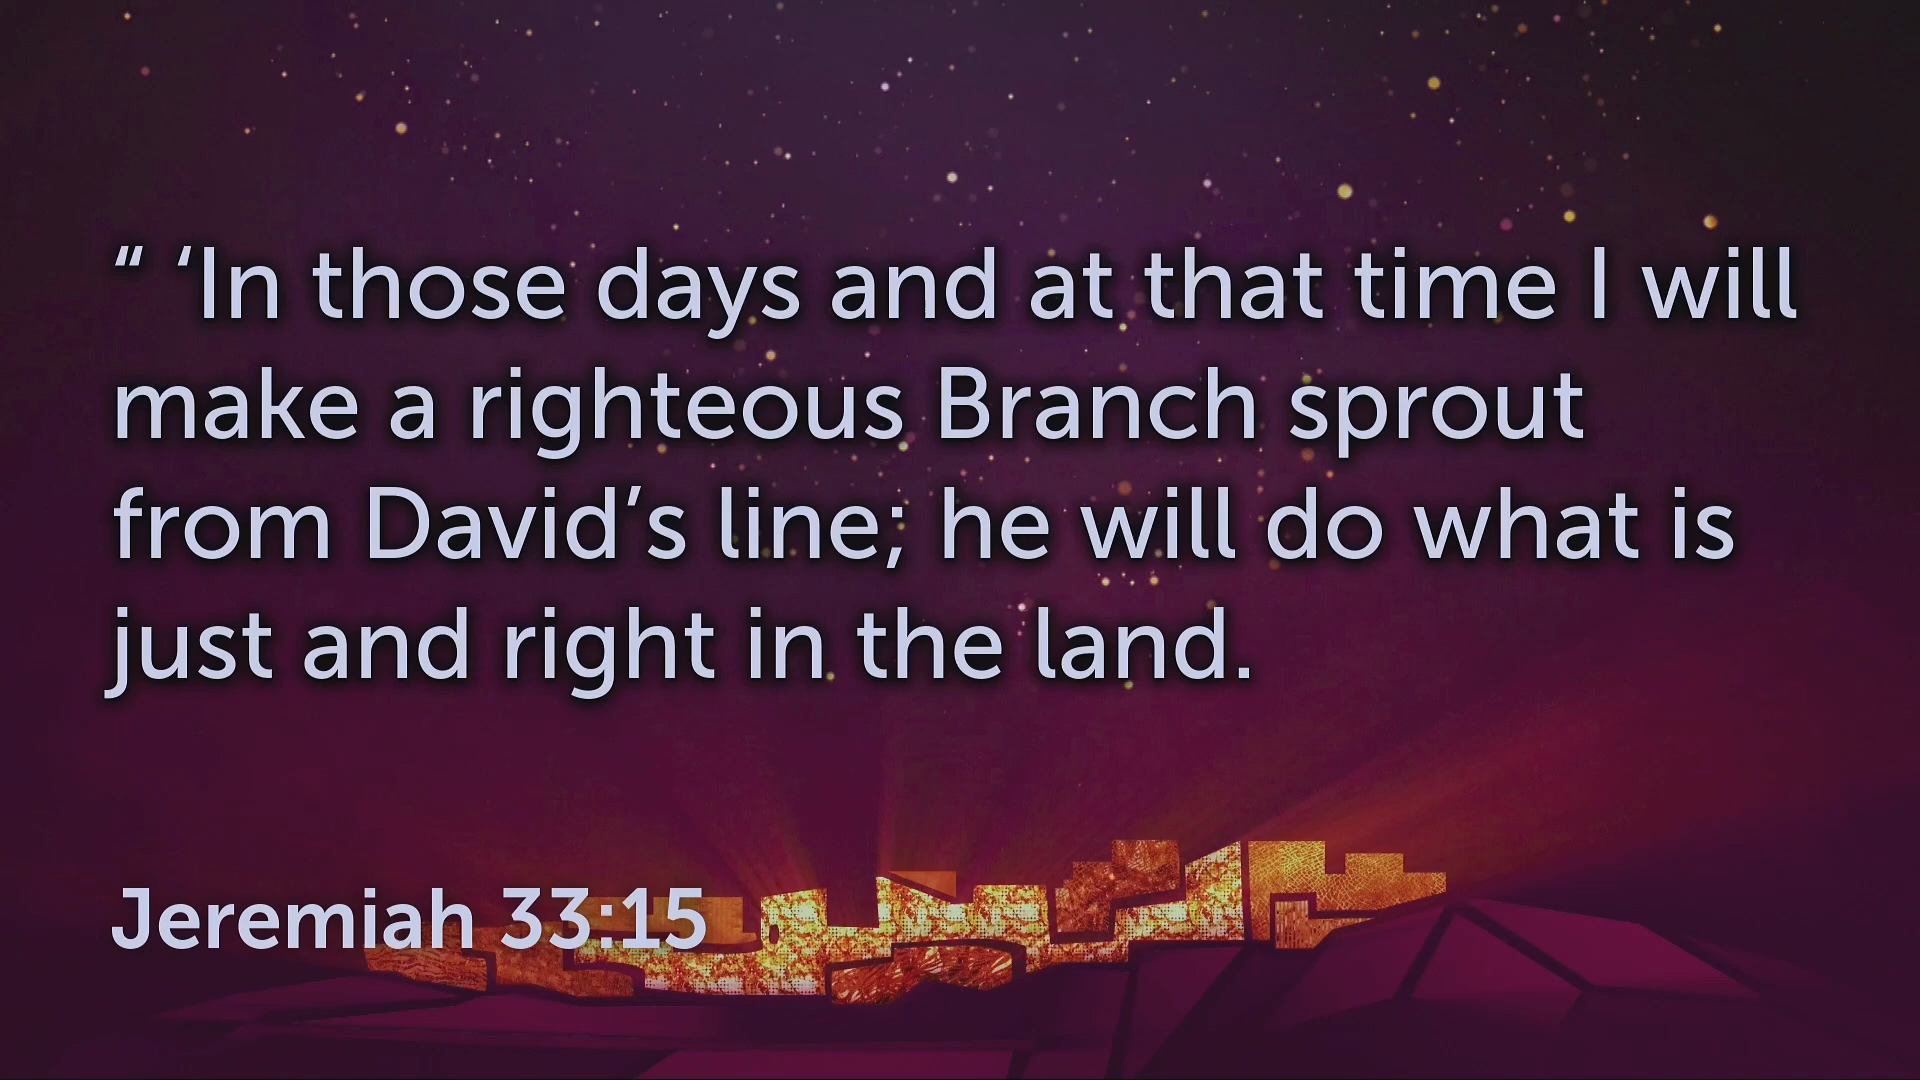 “ ‘In those days and at that time I will
make a righteous Branch sprout
from David’s line; he will do what is
just and right in the land.
Jeremiah 33:15